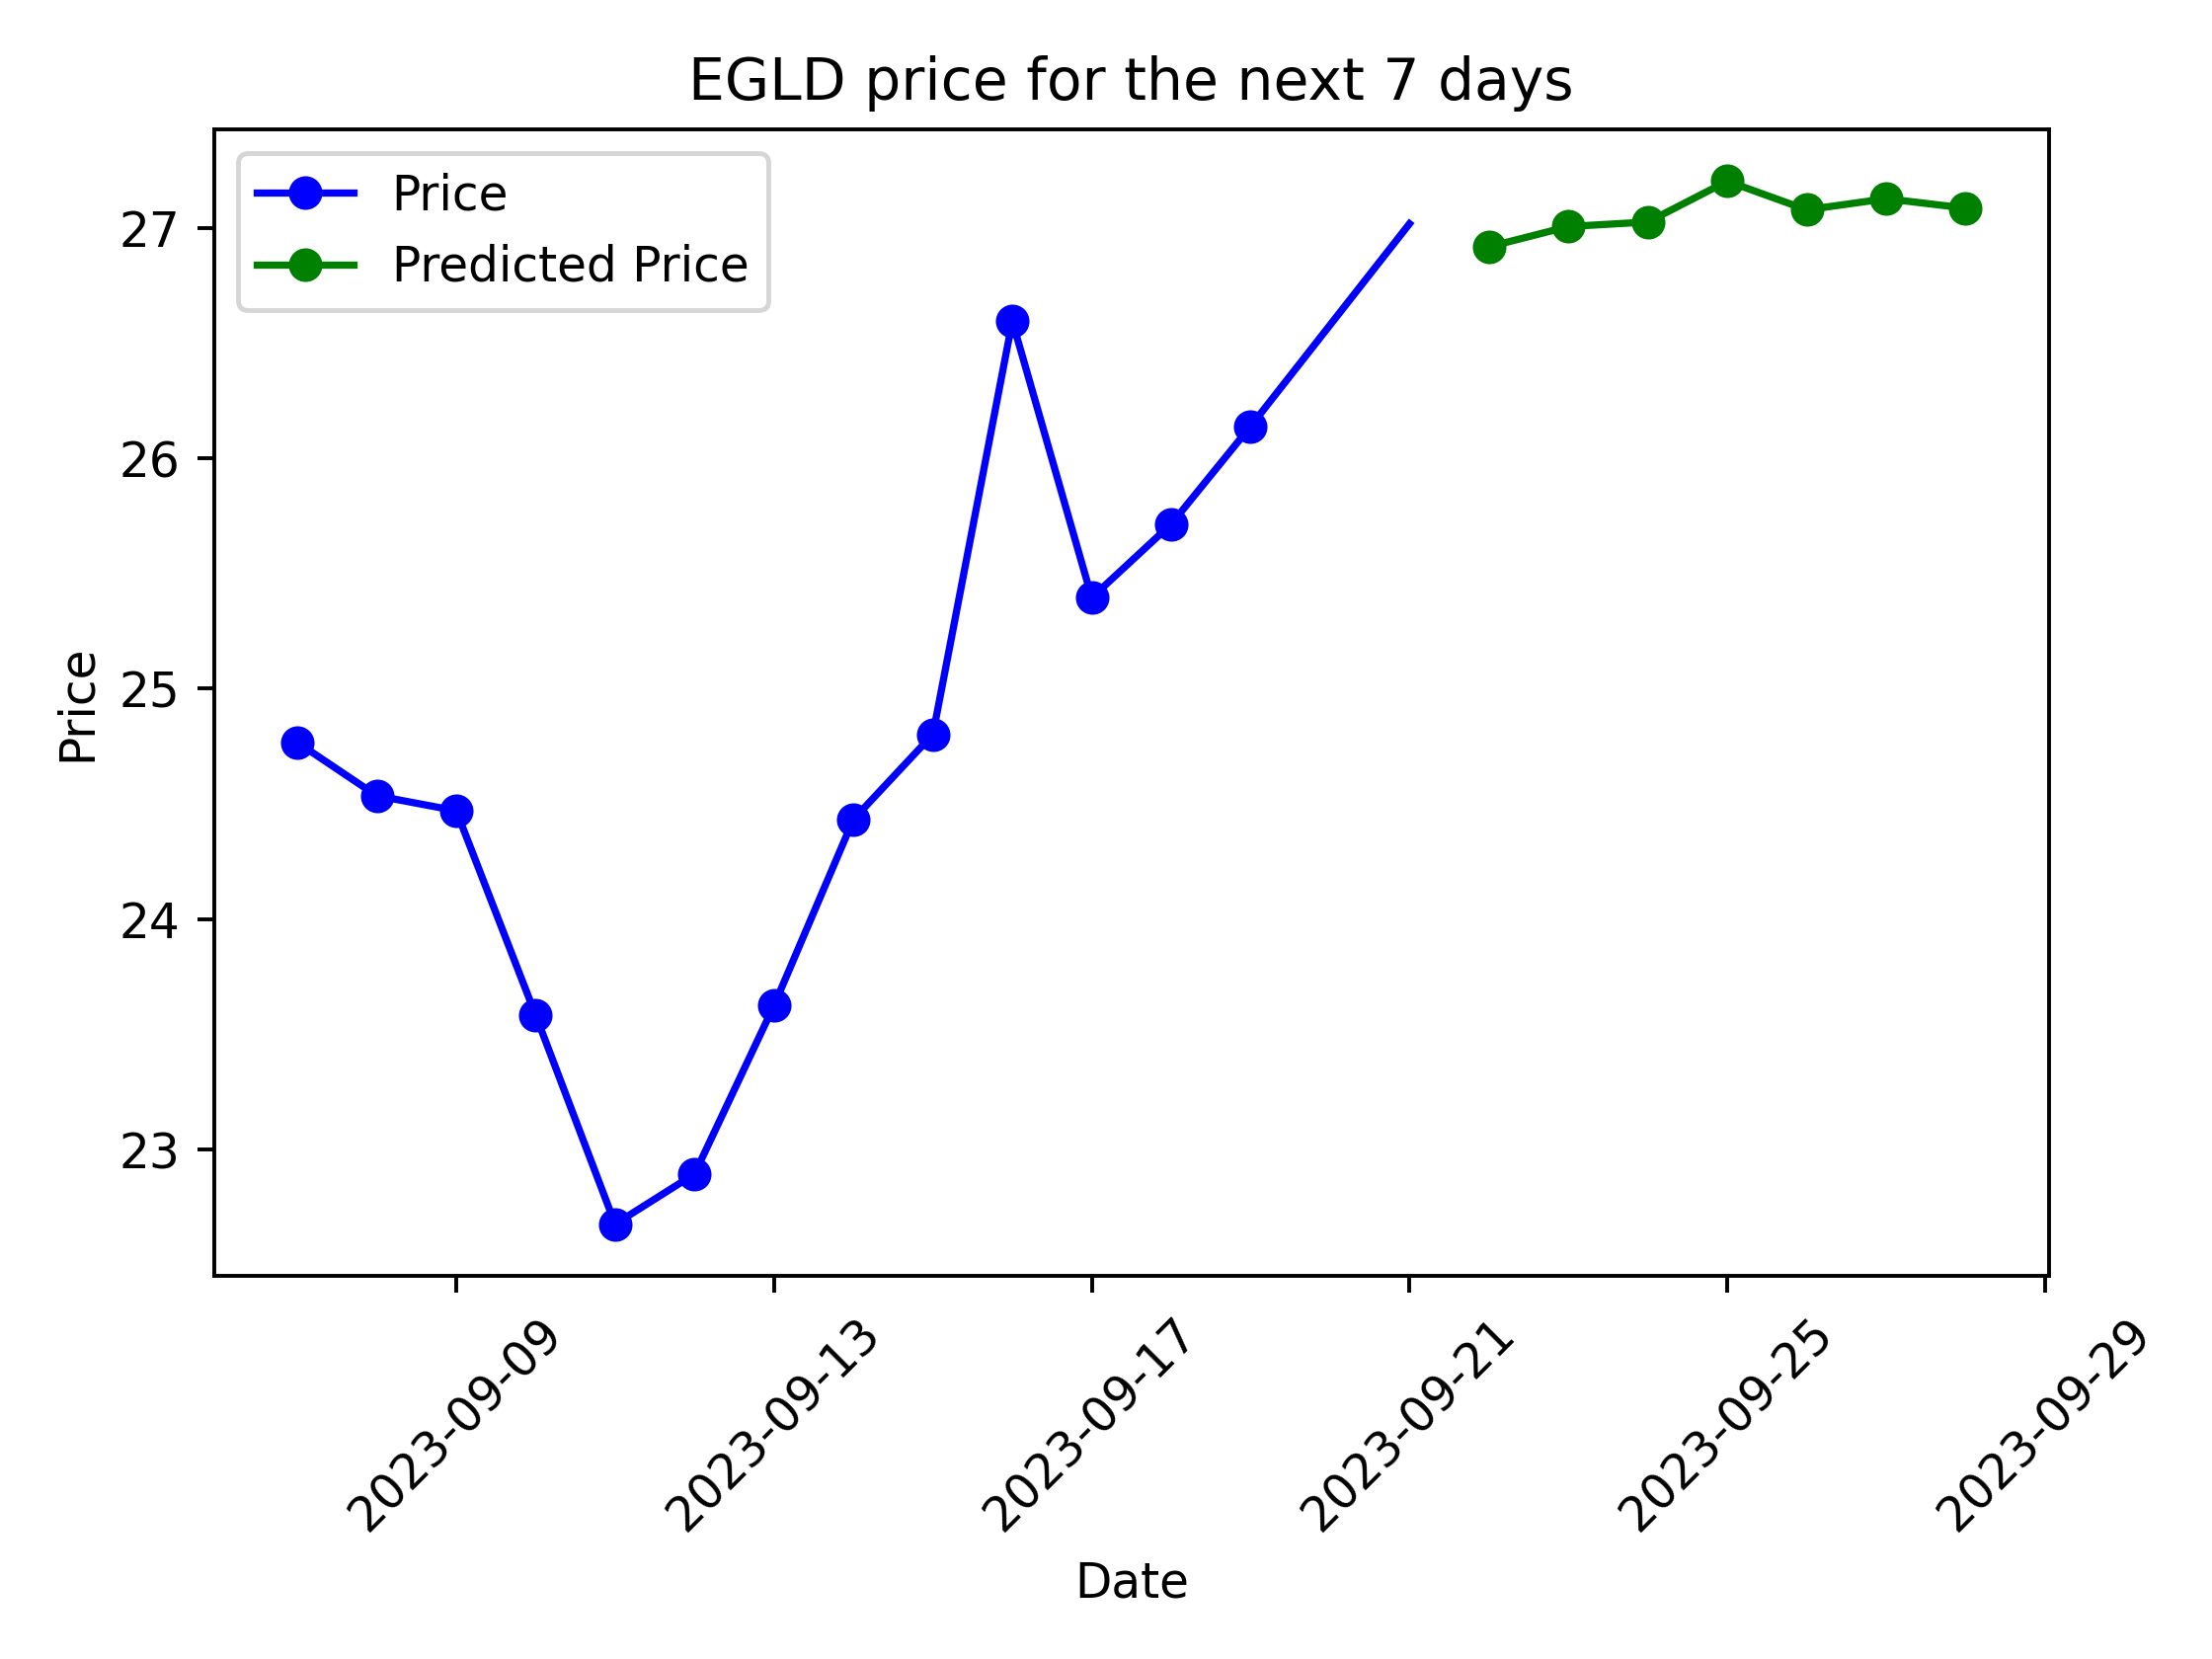 EGLD price for the next 7 days
Price
Predicted Price
27
26
25
24
23
Price
2023-09-09
2023-09-13
2023-09-17
2023-09-21
2023-09-25
2023-09-29
Date